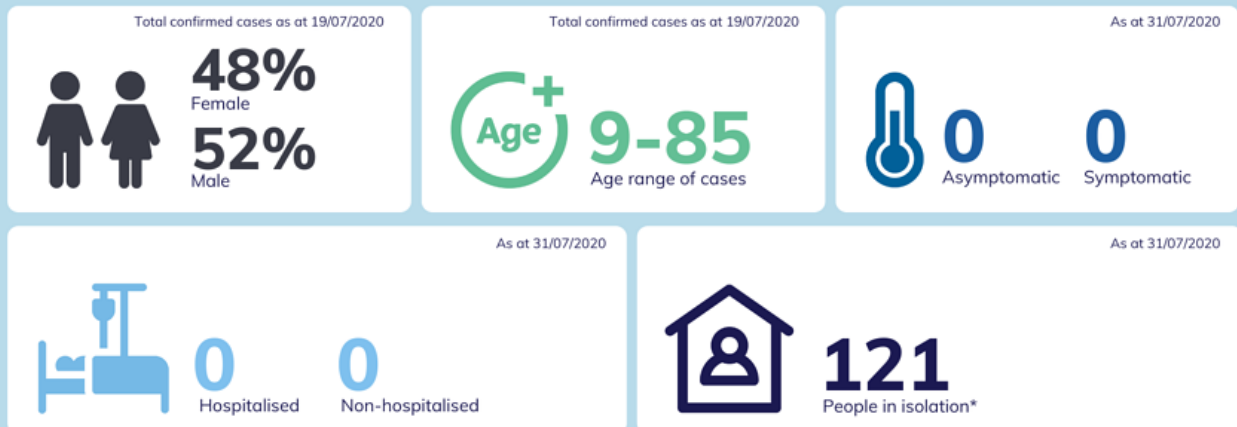 Total confirmed cases as at 19/07/2020
48%
Female
52%
Male
Total confirmed cases as at 19/07/2020
Age
+
9-85
Age range of cases
As at 31/07/2020
0 0
Asymptomatic Symptomatic
As at 31/07/2020
0 0
Hospitalised Non-hospitalised
As at 31/07/2020
121
People in isolation*